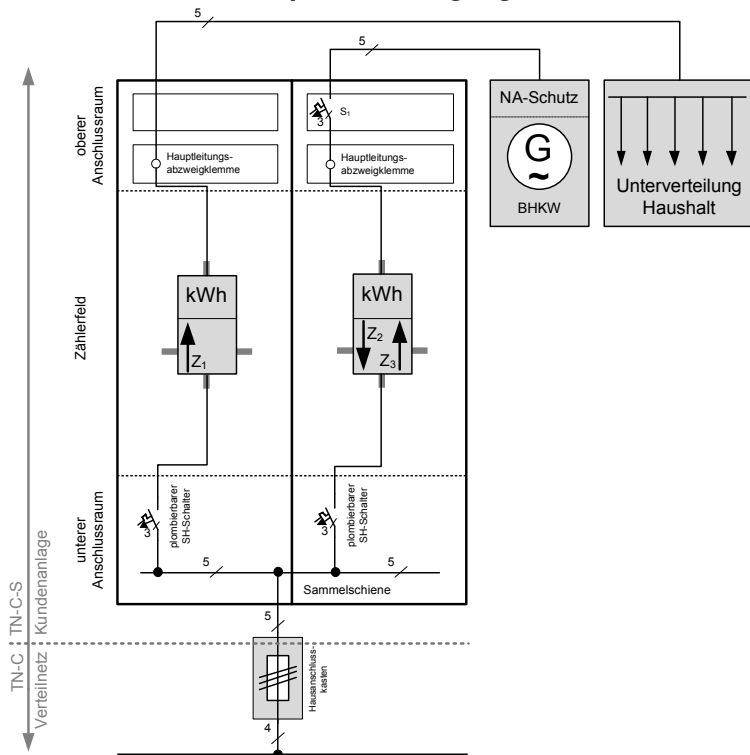 5
5
oberer
Anschlussraum
3
S1
NA-Schutz
G
~
BHKW
Unterverteilung
Haushalt
Hauptleitungs-
abzweigklemme
Hauptleitungs-
abzweigklemme
Zählerfeld
kWh
Z1
kWh
Z2
Z3
unterer
Anschlussraum
3
plombierbarer
SH-Schalter
3
plombierbarer
SH-Schalter
5
5
Sammelschiene
TN-C-S
Kundenanlage
5
TN-C
Verteilnetz
Hausanschluss-
kasten
4